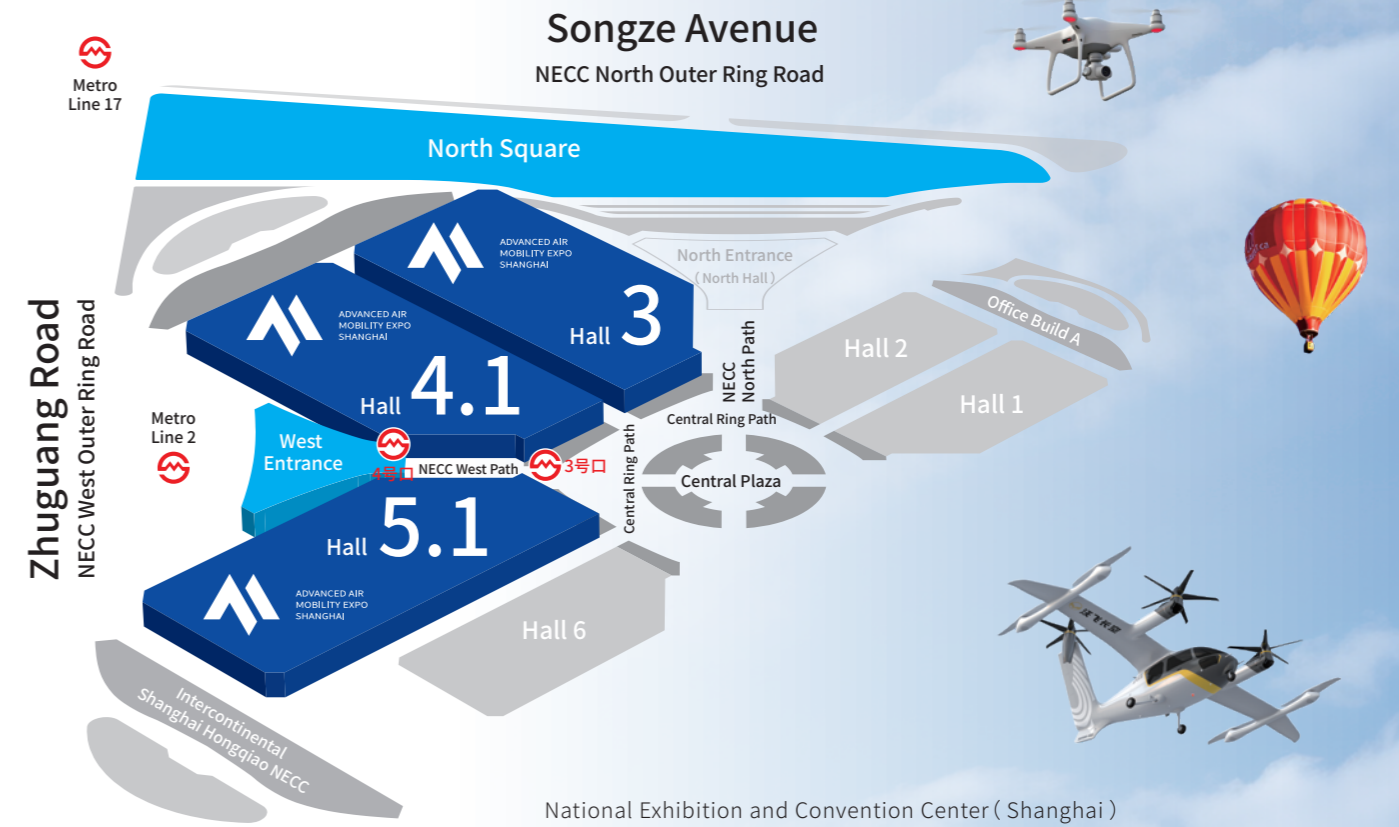 Songze Avenue
NECC North Outer Ring Road
Metro
Line 17
North Square
ADVANCED AIR
MOBILITY EXPO
SHANGHAI
Hall 3
North Entrance
( North Hall )
NECC
North Path
Office Build A
Hall 2
Hall 1
ADVANCED AIR
MOBILITY EXPO
SHANGHAI
Hall 4.1
Zhuguang Road
NECC West Outer Ring Road
Metro
Line 2
West
Entrance
4号口
NECC West Path
3号口
Central Ring Path
Central Ring Path
Central Plaza
Hall 5.1
ADVANCED AIR
MOBILITY EXPO
SHANGHAI
Hall 6
Intercontinental
Shanghai Hongqiao NECC
National Exhibition and Convention Center ( Shanghai )